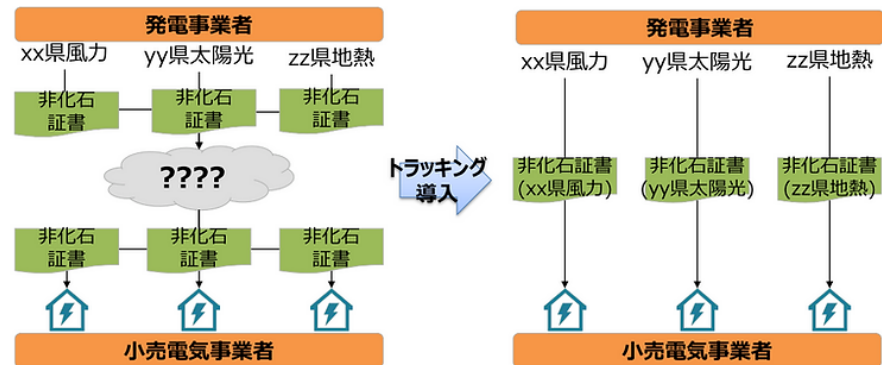 発電事業者
xx県風力
yy県太陽光
zz県地熱
非化石
証書
非化石
証書
非化石
証書
????
非化石
証書
非化石
証書
非化石
証書
小売電気事業者
トラッキング
導入
発電事業者
xx県風力
yy県太陽光
zz県地熱
非化石証書
(xx県風力)
非化石証書
(yy県太陽光)
非化石証書
(zz県地熱)
小売電気事業者